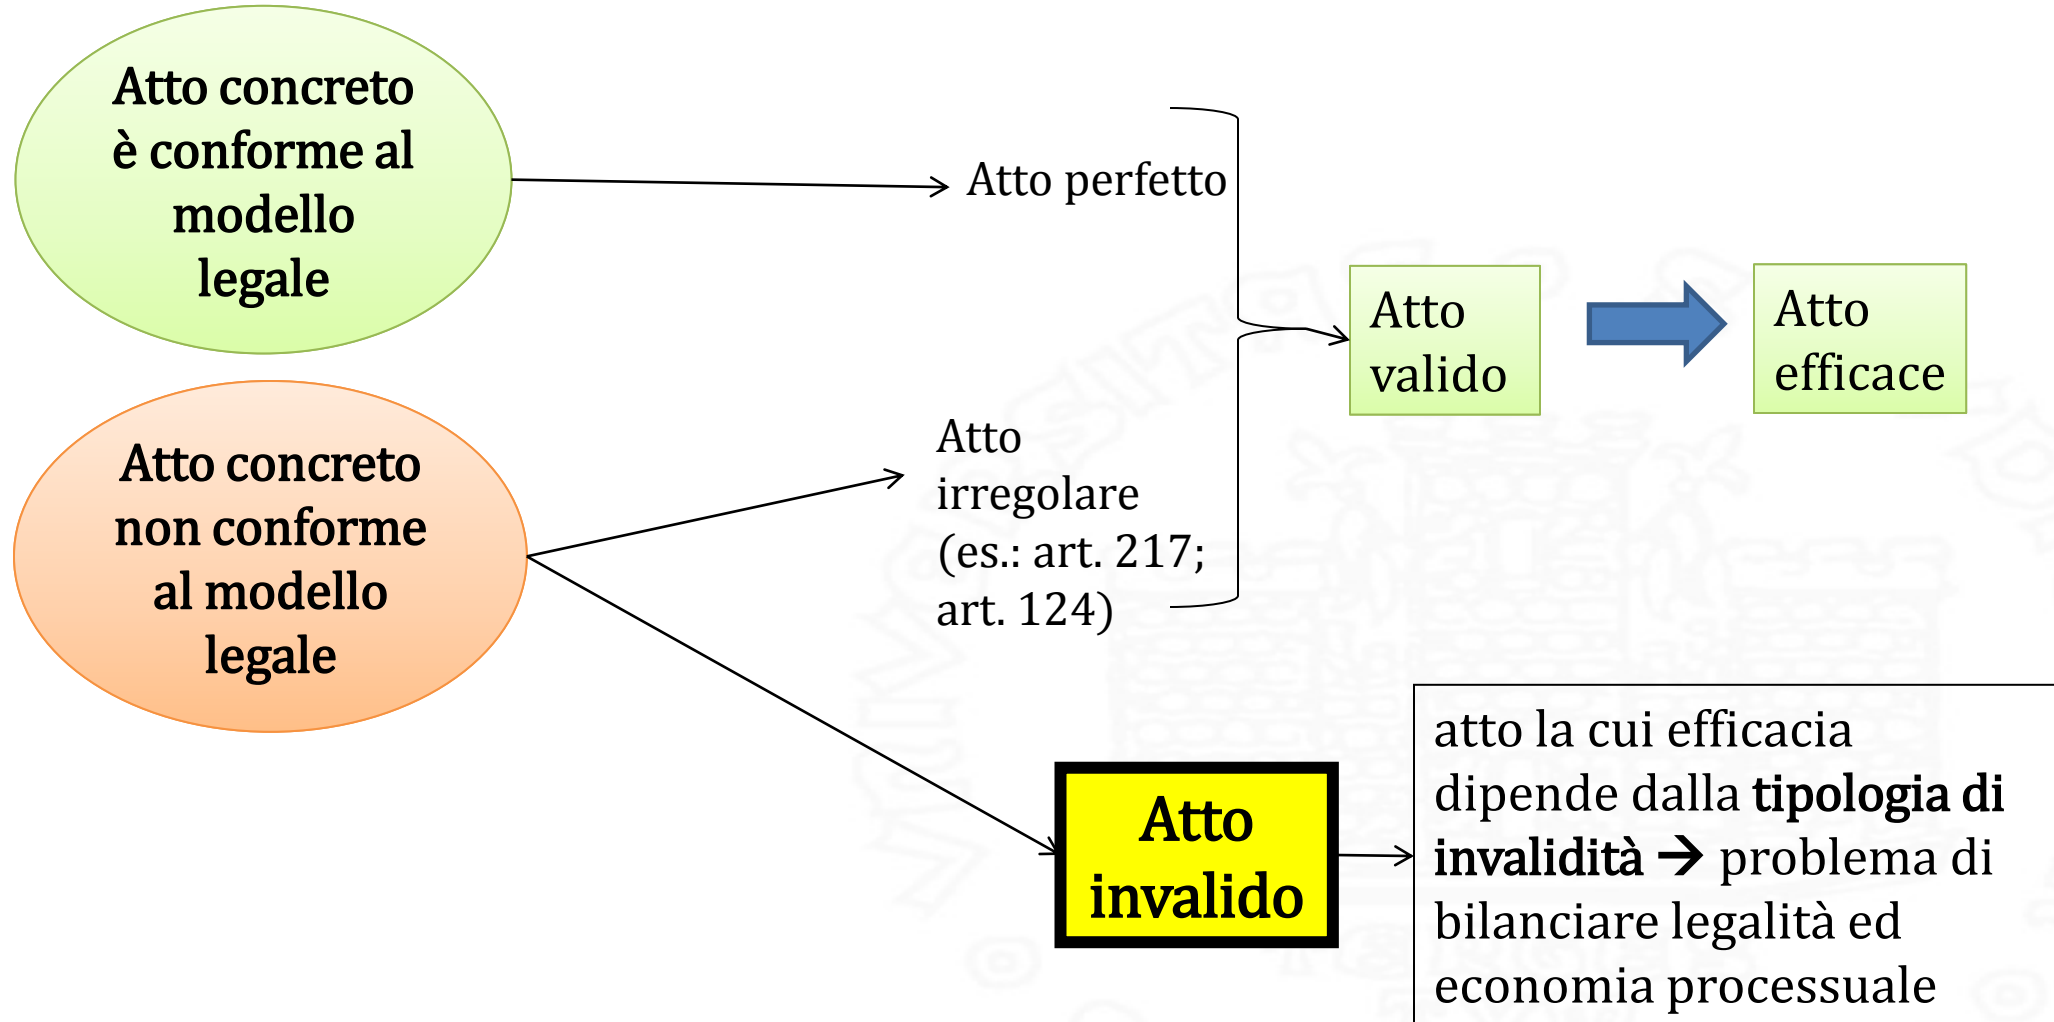 Atto concreto
è conforme al
modello
legale
Atto perfetto
Atto
valido
Atto
efficace
Atto concreto
non conforme
al modello
legale
Atto
irregolare
(es.: art. 217;
art. 124)
Atto
invalido
atto la cui efficacia
dipende dalla tipologia di
invalidità → problema di
bilanciare legalità ed
economia processuale